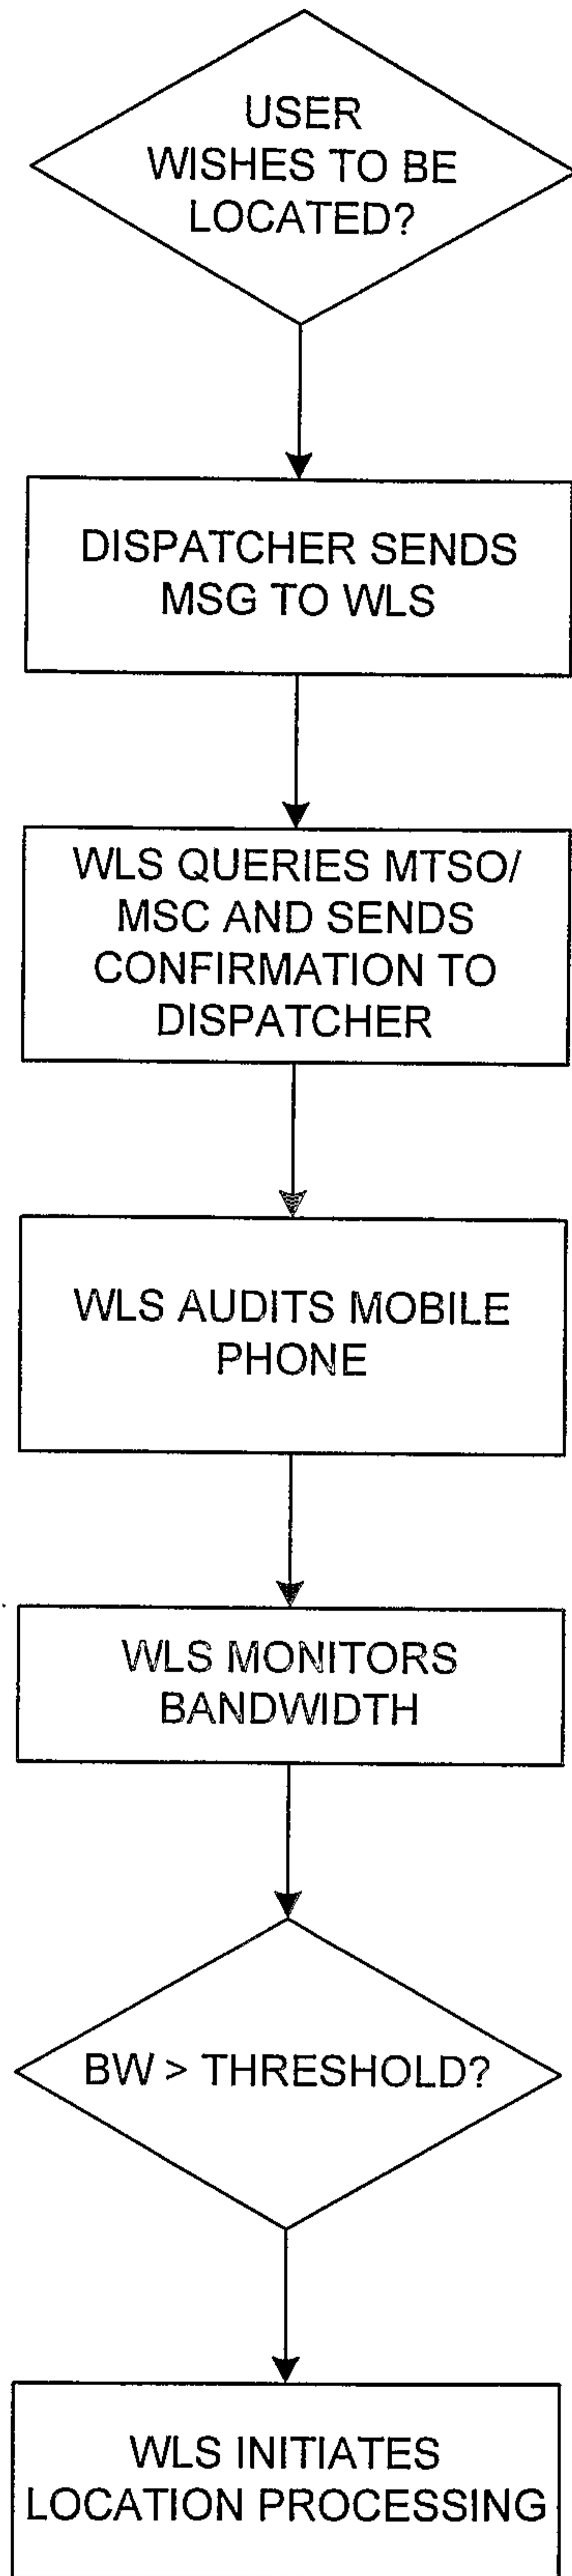 USER
WISHES TO BE
LOCATED?
DISPATCHER SENDS
MSG TO WLS
WLS QUERIES MTSO/
MSC AND SENDS
CONFIRMATION TO
DISPATCHER
WLS AUDITS MOBILE
PHONE
WLS MONITORS
BANDWIDTH
BW > THRESHOLD?
WLS INITIATES
LOCATION PROCESSING